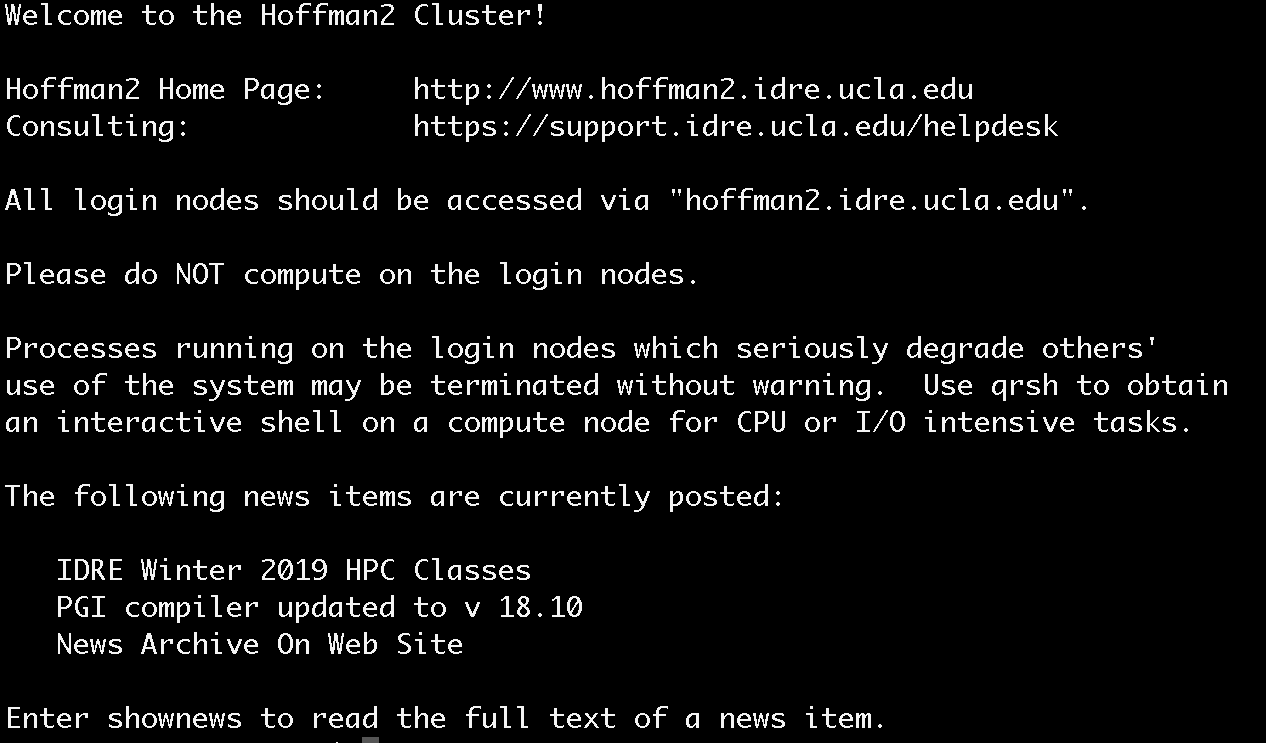 Welcome to the Hoffman2 Cluster!
Hoffman2 Home Page:     http://www.hoffman2.idre.ucla.edu
Consulting:             https://support.idre.ucla.edu/helpdesk
All login nodes should be accessed via "hoffman2.idre.ucla.edu".
Please do NOT compute on the login nodes.
Processes running on the login nodes which seriously degrade others'
use of the system may be terminated without warning.  Use qrsh to obtain
an interactive shell on a compute node for CPU or I/O intensive tasks.
The following news items are currently posted:
IDRE Winter 2019 HPC Classes
PGI compiler updated to v 18.10
News Archive On Web Site
Enter shownews to read the full text of a news item.